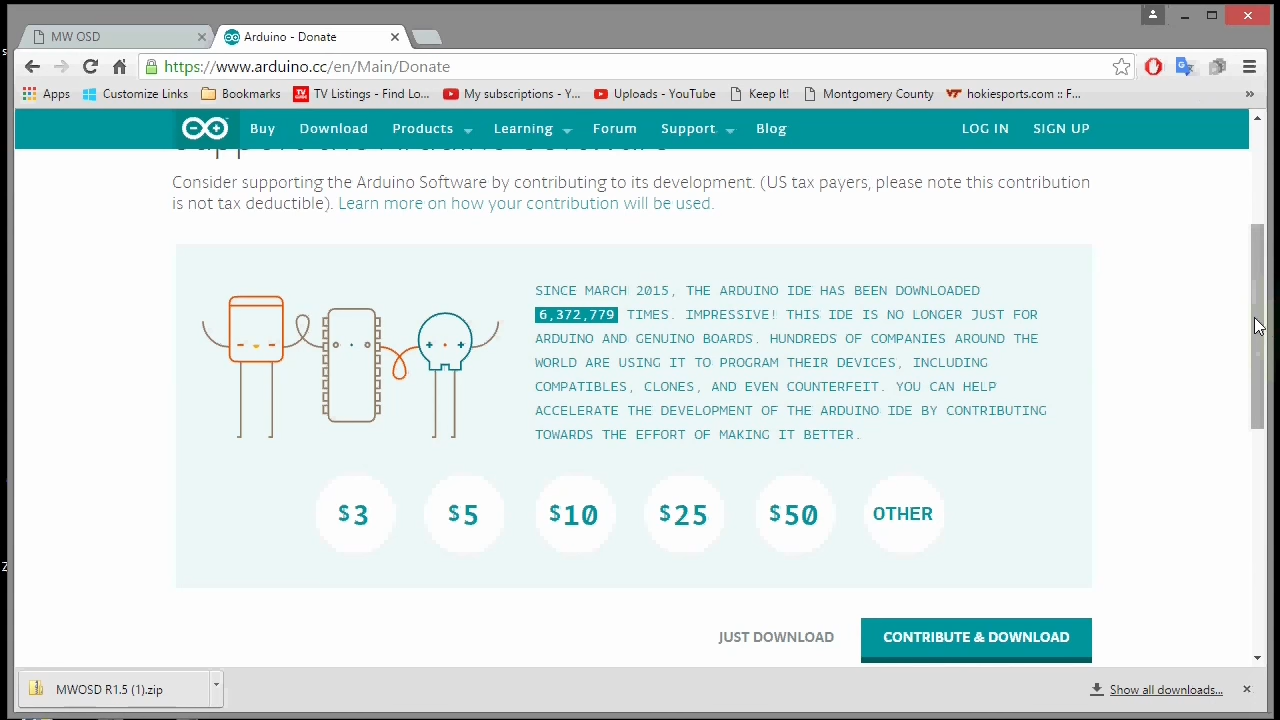 MW OSD
Arduino - Donate
https://www.arduino.cc/en/Main/Donate
Apps Customize Links Bookmarks TV Listings - Find Lo... My subscriptions - Y... Uploads - YouTube Keep It! Montgomery County hokiesports.com :: F... »
Buy Download Products Learning Forum Support Blog LOG IN SIGN UP
Support the Arduino Software
Consider supporting the Arduino Software by contributing to its development. (US tax payers, please note this contribution
is not tax deductible). Learn more on how your contribution will be used.
SINCE MARCH 2015, THE ARDUINO IDE HAS BEEN DOWNLOADED
6,372,779 TIMES. IMPRESSIVE! THIS IDE IS NO LONGER JUST FOR
ARDUINO AND GENUINO BOARDS. HUNDREDS OF COMPANIES AROUND THE
WORLD ARE USING IT TO PROGRAM THEIR DEVICES, INCLUDING
COMPATIBLES, CLONES, AND EVEN COUNTERFEIT. YOU CAN HELP
ACCELERATE THE DEVELOPMENT OF THE ARDUINO IDE BY CONTRIBUTING
TOWARDS THE EFFORT OF MAKING IT BETTER.
$3 $5 $10 $25 $50 OTHER
JUST DOWNLOAD CONTRIBUTE & DOWNLOAD
MWOSD R1.5 (1).zip
Show all downloads...